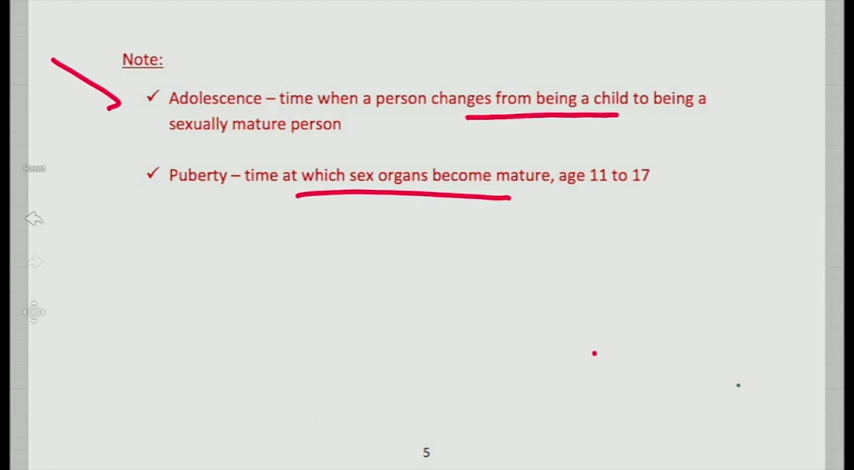 Note:
✓ Adolescence – time when a person changes from being a child to being a
sexually mature person
✓ Puberty – time at which sex organs become mature, age 11 to 17
Reset
5